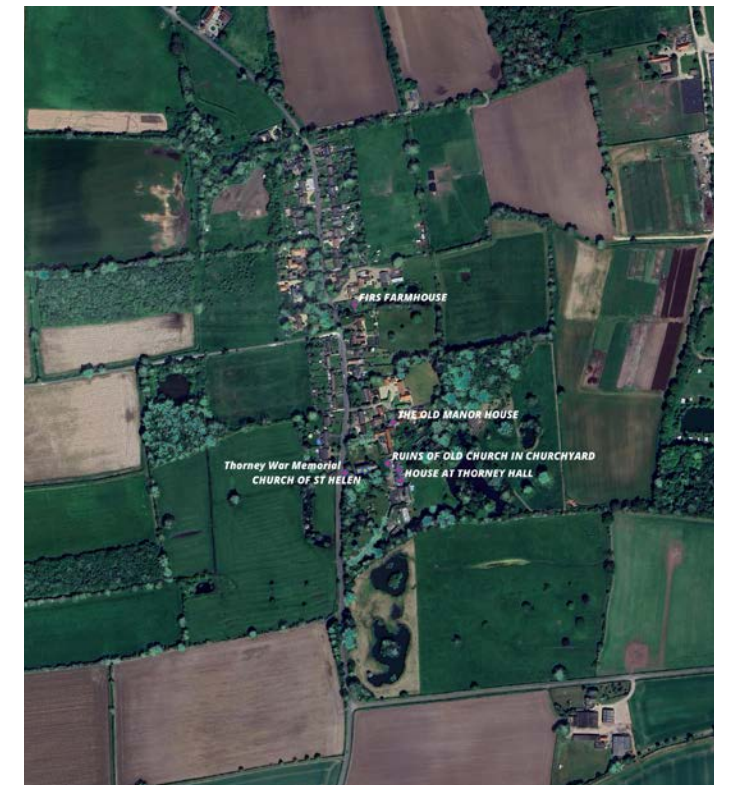 FIRS FARMHOUSE
THE OLD MANOR HOUSE
RUINS OF OLD CHURCH IN CHURCHYARD
Thorney War Memorial
HOUSE AT THORNEY HALL
CHURCH OF ST HELEN